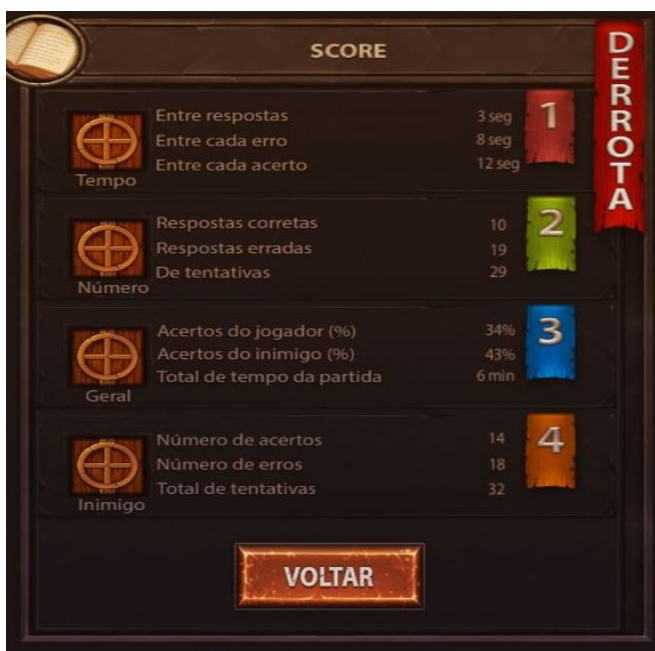 SCORE
DERROTA
Entre respostas 3 seg 1
Entre cada erro 8 seg
Entre cada acerto 12 seg
Tempo
Respostas corretas 10 2
Respostas erradas 19
De tentativas 29
Número
Acertos do jogador (%) 34% 3
Acertos do inimigo (%) 43%
Total de tempo da partida 6 min
Geral
Número de acertos 14 4
Número de erros 18
Total de tentativas 32
Inimigo
VOLTAR